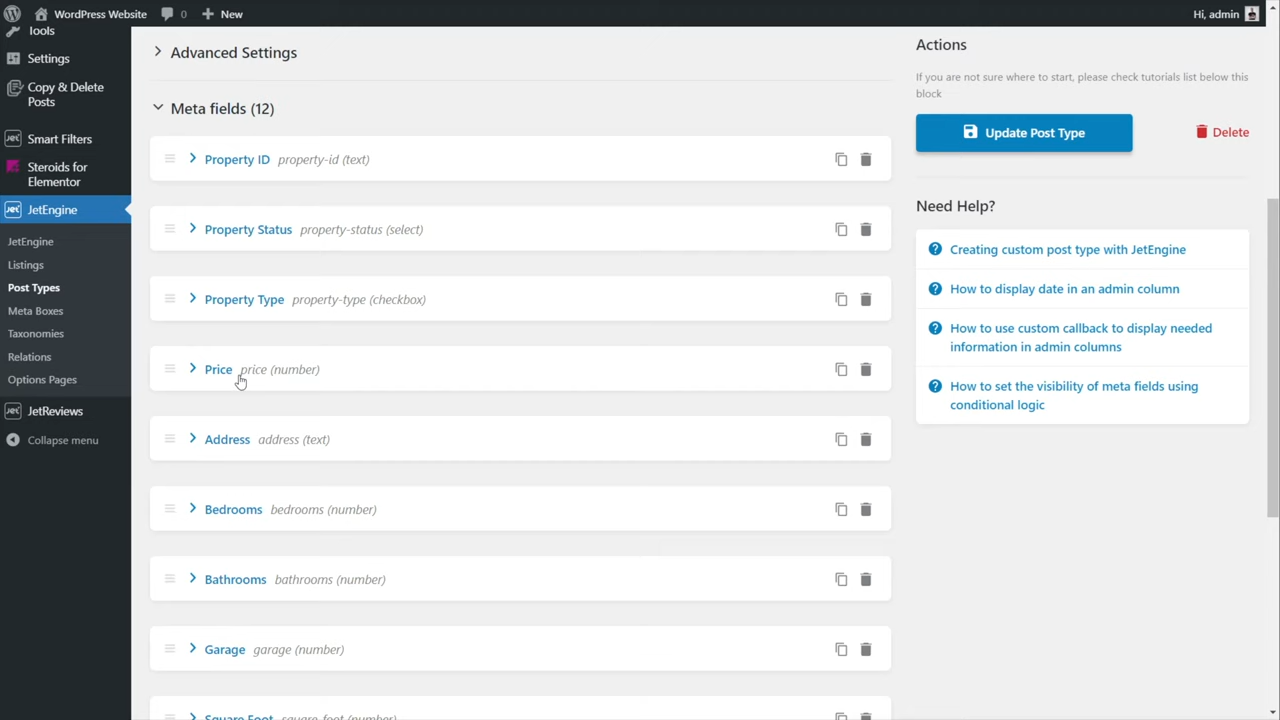 WordPress Website
0
New
Hi, admin
Tools
Settings
Copy & Delete
Posts
Smart Filters
Steroids for
Elementor
JetEngine
JetEngine
Listings
Post Types
Meta Boxes
Taxonomies
Relations
Options Pages
JetReviews
Collapse menu
Advanced Settings
Meta fields (12)
Property ID property-id (text)
Property Status property-status (select)
Property Type property-type (checkbox)
Price price (number)
Address address (text)
Bedrooms bedrooms (number)
Bathrooms bathrooms (number)
Garage garage (number)
Square Foot square-foot (number)
Actions
If you are not sure where to start, please check tutorials list below this
block
Update Post Type
Delete
Need Help?
Creating custom post type with JetEngine
How to display date in an admin column
How to use custom callback to display needed
information in admin columns
How to set the visibility of meta fields using
conditional logic